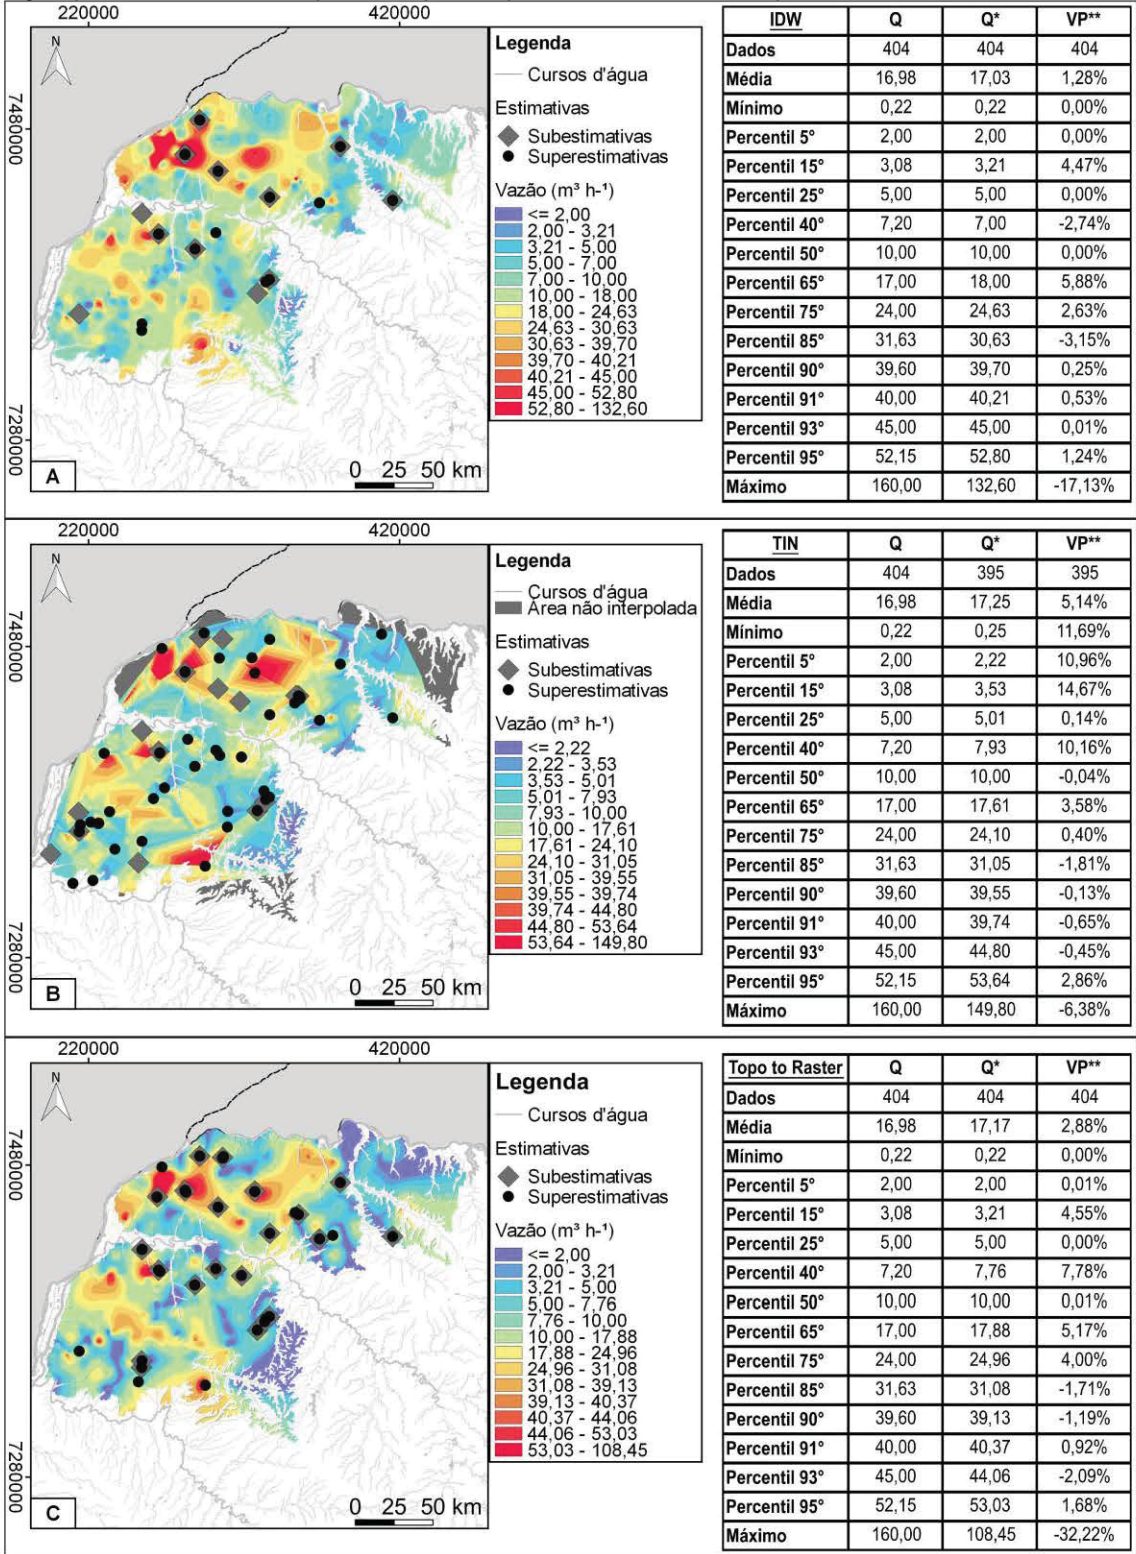 220000 420000
N
7480000
7280000
A
0 25 50 km
Legenda
Cursos d'água
Estimativas
Subestimativas
Superestimativas
Vazão (m³ h-¹)
<= 2,00
2,00 - 3,21
3,21 - 5,00
5,00 - 7,00
7,00 - 10,00
10,00 - 18,00
18,00 - 24,63
24,63 - 30,63
30,63 - 39,70
39,70 - 40,21
40,21 - 45,00
45,00 - 52,80
52,80 - 132,60
IDW Q Q* VP**
Dados 404 404 404
Média 16,98 17,03 1,28%
Mínimo 0,22 0,22 0,00%
Percentil 5° 2,00 2,00 0,00%
Percentil 15° 3,08 3,21 4,47%
Percentil 25° 5,00 5,00 0,00%
Percentil 40° 7,20 7,00 -2,74%
Percentil 50° 10,00 10,00 0,00%
Percentil 65° 17,00 18,00 5,88%
Percentil 75° 24,00 24,63 2,63%
Percentil 85° 31,63 30,63 -3,15%
Percentil 90° 39,60 39,70 0,25%
Percentil 91° 40,00 40,21 0,53%
Percentil 93° 45,00 45,00 0,01%
Percentil 95° 52,15 52,80 1,24%
Máximo 160,00 132,60 -17,13%
220000 420000
N
7480000
7280000
B
0 25 50 km
Legenda
Cursos d'água
Área não interpolada
Estimativas
Subestimativas
Superestimativas
Vazão (m³ h-¹)
<= 2,22
2,22 - 3,53
3,53 - 5,01
5,01 - 7,93
7,93 - 10,00
10,00 - 17,61
17,61 - 24,10
24,10 - 31,05
31,05 - 39,55
39,55 - 39,74
39,74 - 44,80
44,80 - 53,64
53,64 - 149,80
TIN Q Q* VP**
Dados 404 395 395
Média 16,98 17,25 5,14%
Mínimo 0,22 0,25 11,69%
Percentil 5° 2,00 2,22 10,96%
Percentil 15° 3,08 3,53 14,67%
Percentil 25° 5,00 5,01 0,14%
Percentil 40° 7,20 7,93 10,16%
Percentil 50° 10,00 10,00 -0,04%
Percentil 65° 17,00 17,61 3,58%
Percentil 75° 24,00 24,10 0,40%
Percentil 85° 31,63 31,05 -1,81%
Percentil 90° 39,60 39,55 -0,13%
Percentil 91° 40,00 39,74 -0,65%
Percentil 93° 45,00 44,80 -0,45%
Percentil 95° 52,15 53,64 2,86%
Máximo 160,00 149,80 -6,38%
220000 420000
N
7480000
7280000
C
0 25 50 km
Legenda
Cursos d'água
Estimativas
Subestimativas
Superestimativas
Vazão (m³ h-¹)
<= 2,00
2,00 - 3,21
3,21 - 5,00
5,00 - 7,76
7,76 - 10,00
10,00 - 17,88
17,88 - 24,96
24,96 - 31,08
31,08 - 39,13
39,13 - 40,37
40,37 - 44,06
44,06 - 53,03
53,03 - 108,45
Topo to Raster Q Q* VP**
Dados 404 404 404
Média 16,98 17,17 2,88%
Mínimo 0,22 0,22 0,00%
Percentil 5° 2,00 2,00 0,01%
Percentil 15° 3,08 3,21 4,55%
Percentil 25° 5,00 5,00 0,00%
Percentil 40° 7,20 7,76 7,78%
Percentil 50° 10,00 10,00 0,01%
Percentil 65° 17,00 17,88 5,17%
Percentil 75° 24,00 24,96 4,00%
Percentil 85° 31,63 31,08 -1,71%
Percentil 90° 39,60 39,13 -1,19%
Percentil 91° 40,00 40,37 0,92%
Percentil 93° 45,00 44,06 -2,09%
Percentil 95° 52,15 53,03 1,68%
Máximo 160,00 108,45 -32,22%